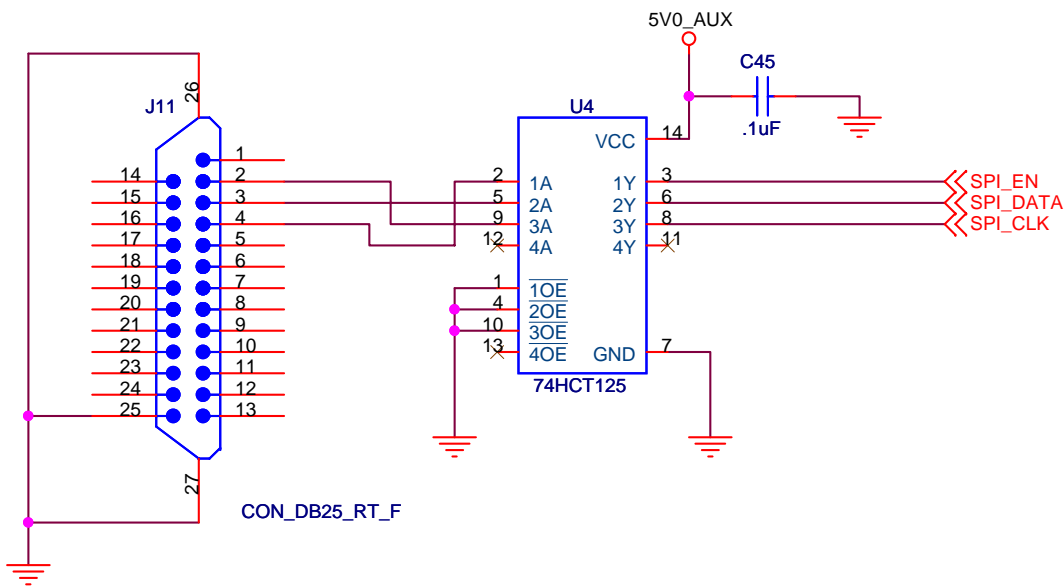 5V0_AUX
C45
.1uF
J11
26
1
14
2
15
3
16
4
17
5
18
6
19
7
20
8
21
9
22
10
23
11
24
12
25
13
27
CON_DB25_RT_F
U4
VCC 14
2 1A 1Y 3 SPI_EN
5 2A 2Y 6 SPI_DATA
9 3A 3Y 8 SPI_CLK
12 4A 4Y 11
1 1OE
4 2OE
10 3OE
13 4OE GND 7
74HCT125